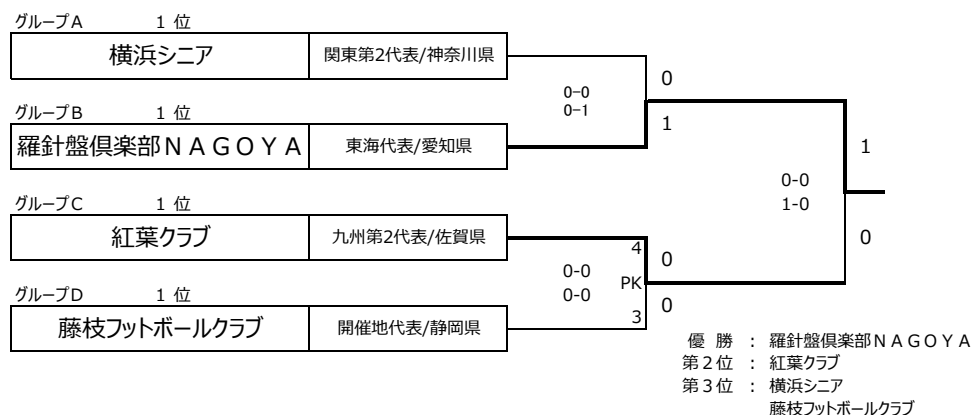 グループA 1 位
横浜シニア 関東第2代表/神奈川県
0
0-0
0-1
グループB 1 位
1
羅針盤倶楽部ＮＡＧＯＹＡ 東海代表/愛知県
1
0-0
1-0
グループC 1 位
紅葉クラブ 九州第2代表/佐賀県
0
4
0
0-0
0-0
PK
グループD 1 位
0
3
藤枝フットボールクラブ 開催地代表/静岡県
優 勝 ： 羅針盤倶楽部ＮＡＧＯＹＡ
第２位 ： 紅葉クラブ
第３位 ： 横浜シニア
藤枝フットボールクラブ